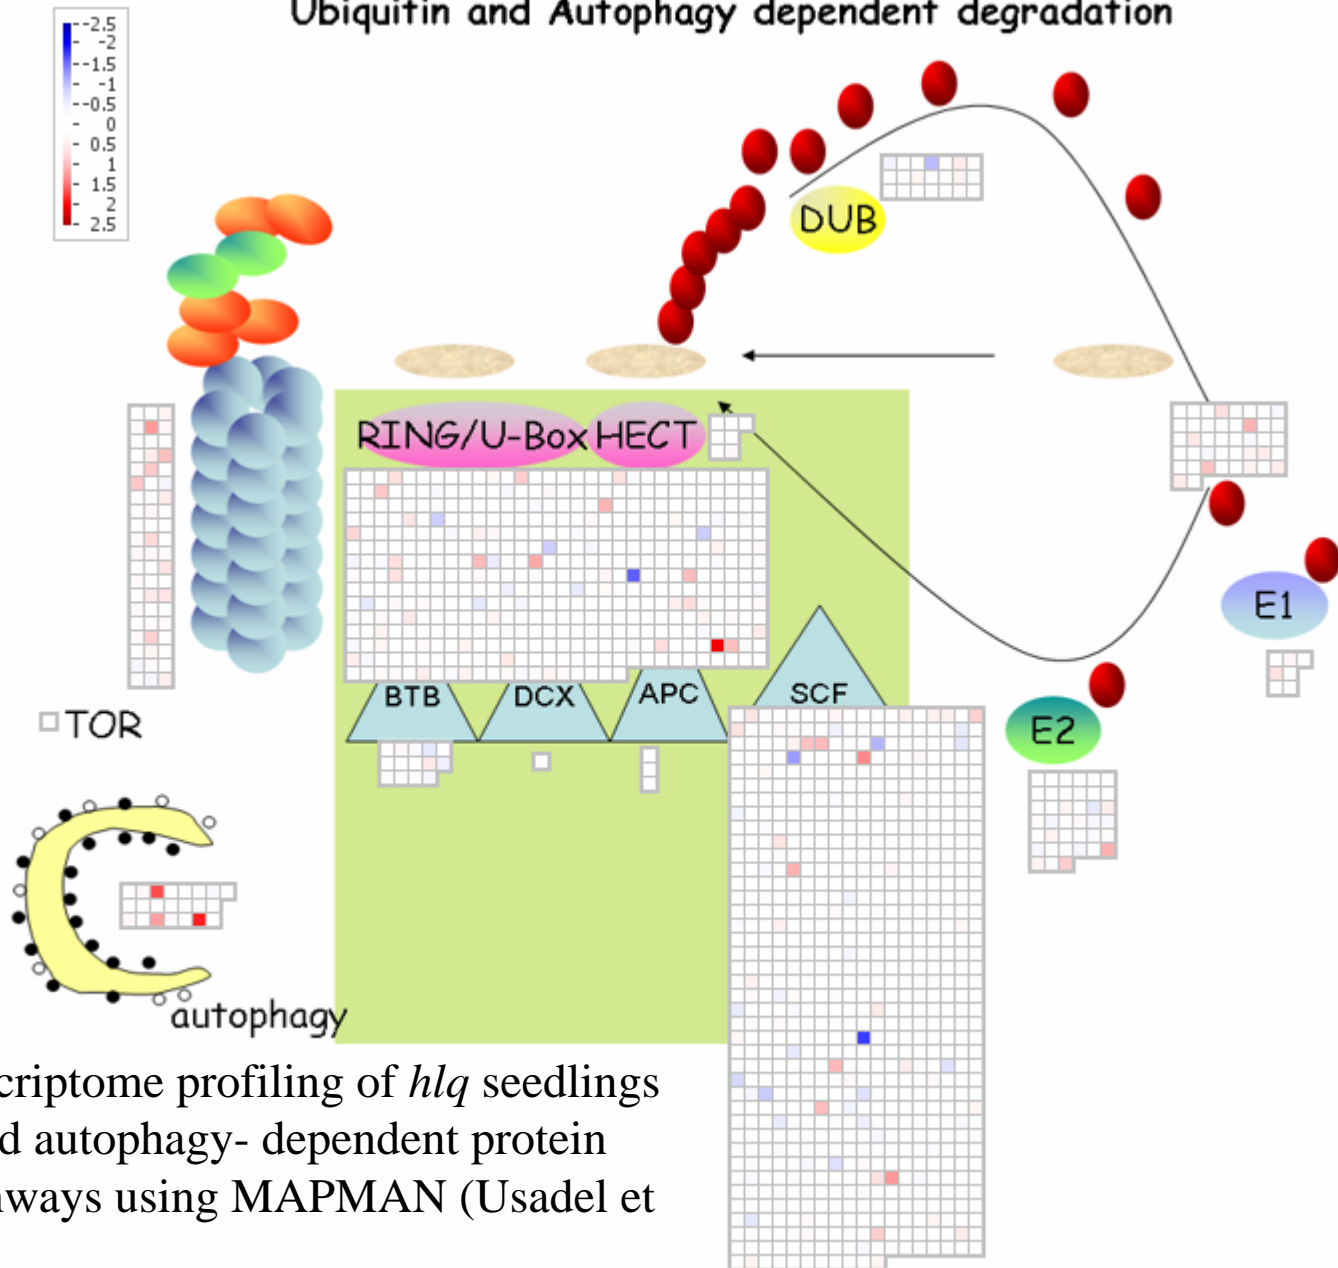 Ubiquitin and Autophagy dependent degradation
-2.5
-2
-1.5
-1
-0.5
0
0.5
1
1.5
2
2.5
DUB
RING/U-Box HECT
E1
BTB
DCX
APC
SCF
E2
TOR
autophagy
criptome profiling of hlq seedlings
d autophagy- dependent protein
ways using MAPMAN (Usadel et